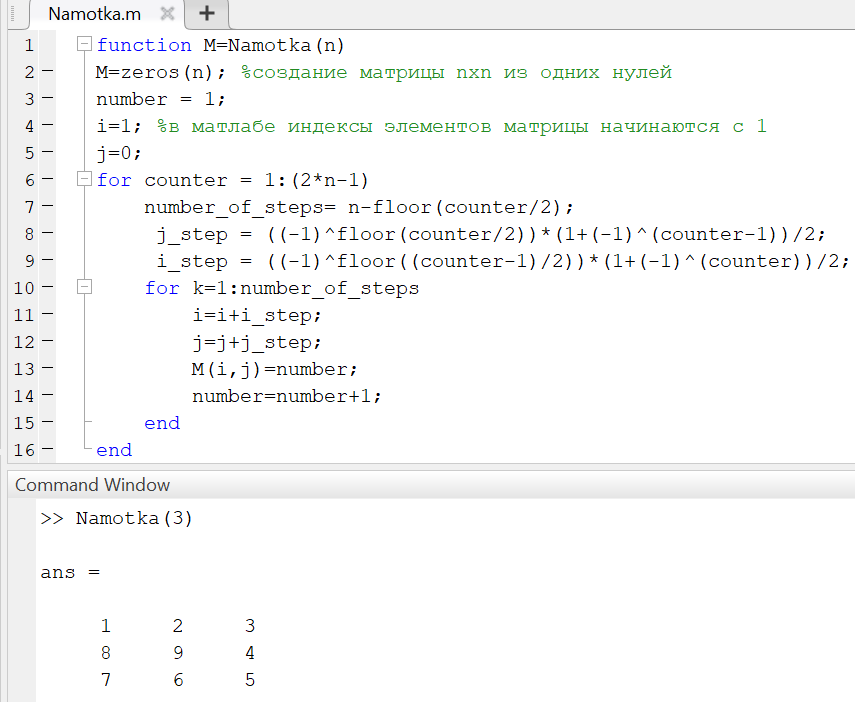 Namotka.m × +
1 function M=Namotka(n)
2 – M=zeros(n); %создание матрицы nxn из одних нулей
3 – number = 1;
4 – i=1; %в матлабе индексы элементов матрицы начинаются с 1
5 – j=0;
6 – for counter = 1:(2*n-1)
7 – number_of_steps= n-floor(counter/2);
8 – j_step = ((-1)^floor(counter/2))*(1+(-1)^(counter-1))/2;
9 – i_step = ((-1)^floor((counter-1)/2))*(1+(-1)^(counter))/2;
10 – for k=1:number_of_steps
11 – i=i+i_step;
12 – j=j+j_step;
13 – M(i,j)=number;
14 – number=number+1;
15 – end
16 – end
Command Window
>> Namotka(3)
ans =
1 2 3
8 9 4
7 6 5